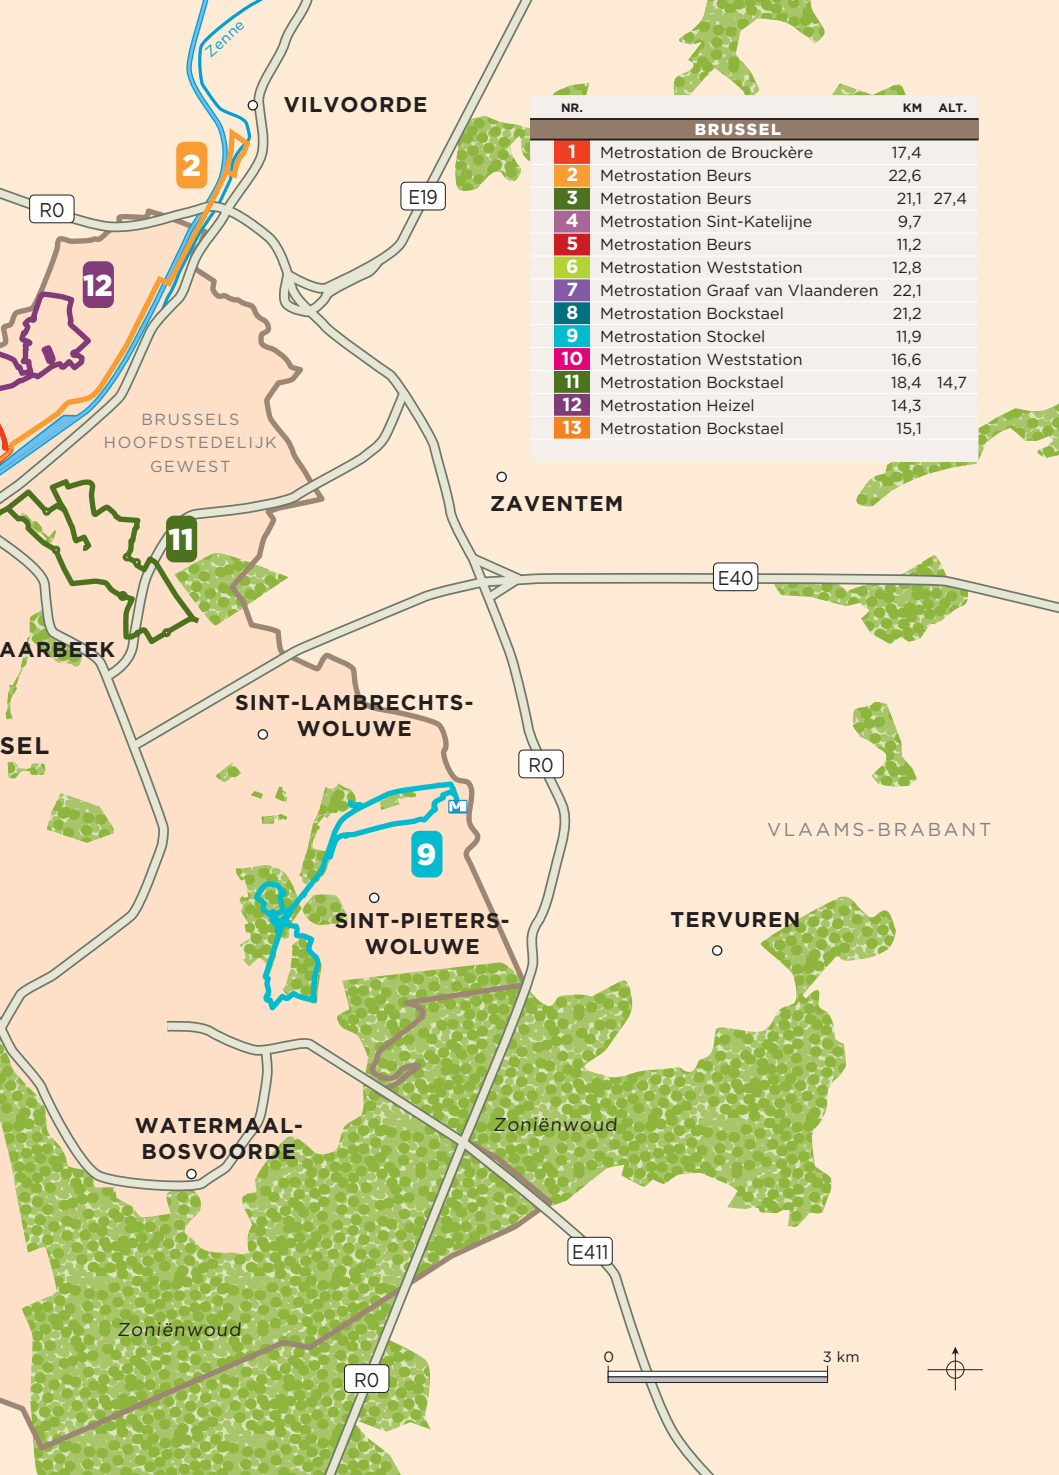 Zenne
VILVOORDE
2
R0
E19
12
NR. KM ALT.
BRUSSEL
1 Metrostation de Brouckère 17,4
2 Metrostation Beurs 22,6
3 Metrostation Beurs 21,1 27,4
4 Metrostation Sint-Katelijne 9,7
5 Metrostation Beurs 11,2
6 Metrostation Weststation 12,8
7 Metrostation Graaf van Vlaanderen 22,1
8 Metrostation Bockstael 21,2
9 Metrostation Stockel 11,9
10 Metrostation Weststation 16,6
11 Metrostation Bockstael 18,4 14,7
12 Metrostation Heizel 14,3
13 Metrostation Bockstael 15,1
BRUSSELS
HOOFDSTEDELIJK
GEWEST
ZAVENTEM
11
E40
AARBEEK
SINT-LAMBRECHTS-
WOLUWE
SEL
R0
M
VLAAMS-BRABANT
9
SINT-PIETERS-
WOLUWE
TERVUREN
Zoniënwoud
WATERMAAL-
BOSVOORDE
E411
Zoniënwoud
0 3 km
R0